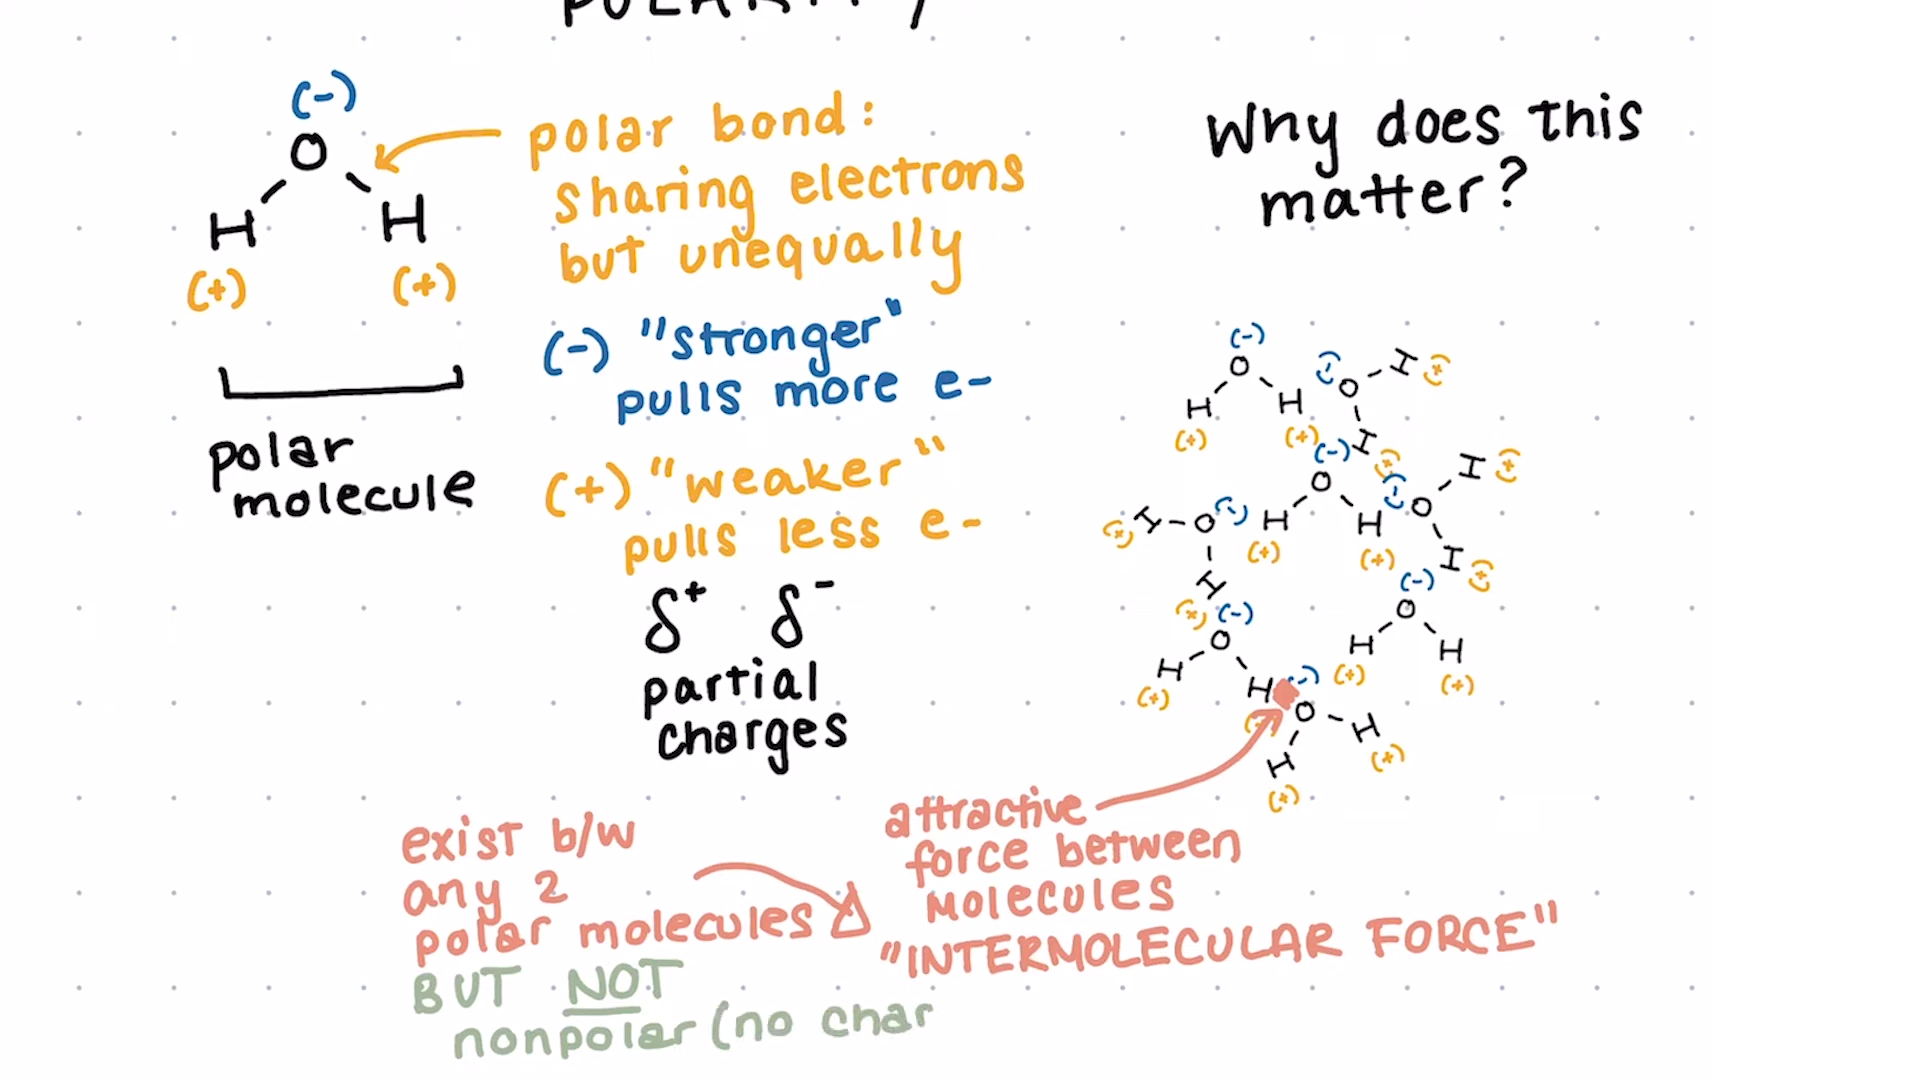 POLARITY
(-)
O
H H
(+) (+)
polar
molecule
polar bond:
sharing electrons
but unequally
(-) "stronger"
pulls more e-
(+) "weaker"
pulls less e-
δ+ δ-
partial
charges
Why does this
matter?
(-)
O
H H
(+) (+)
(-)
O H (+)
H
(+)
(-)
O
H H
(+) (+)
(-)
O H (+)
H (+)
(+) H O (-)
H
(+)
(-)
O
H H
(+) (+)
(-)
O
H H
(+) (+)
(-)
O H
H (+)
(+)
attractive
force between
molecules
"INTERMOLECULAR FORCE"
exist b/w
any 2
polar molecules
BUT NOT
nonpolar (no char